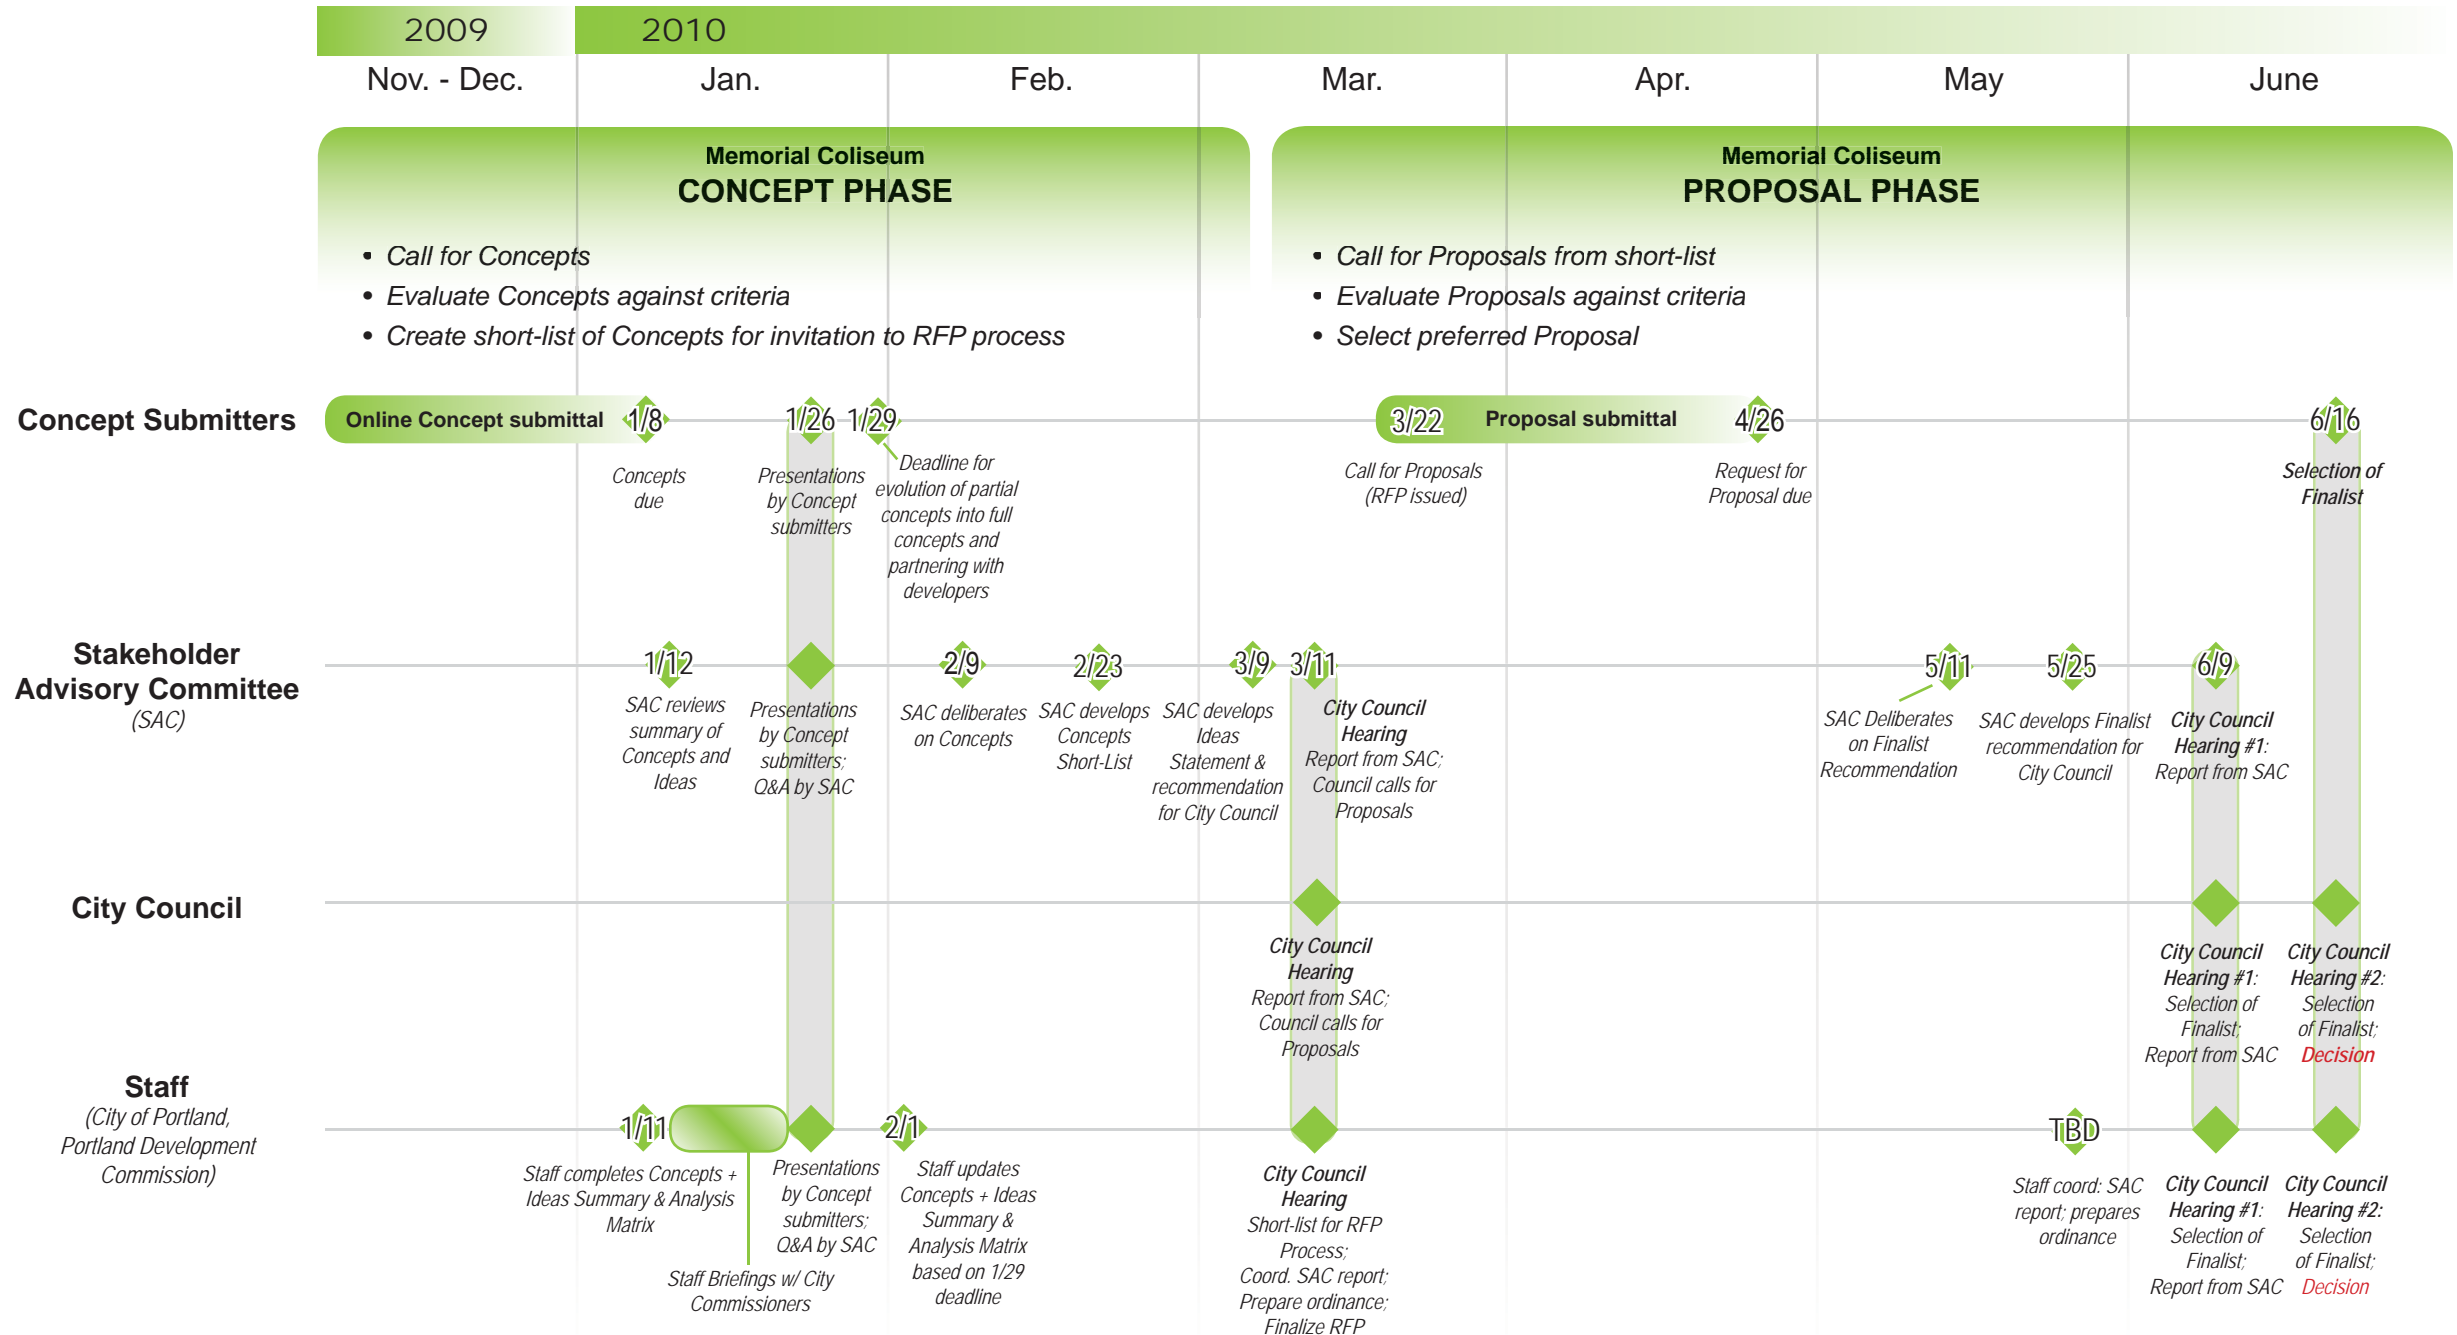 2009
2010
Nov. - Dec.
Jan.
Feb.
Mar.
Apr.
May
June
Memorial Coliseum
CONCEPT PHASE
• Call for Concepts
• Evaluate Concepts against criteria
• Create short-list of Concepts for invitation to RFP process
Memorial Coliseum
PROPOSAL PHASE
• Call for Proposals from short-list
• Evaluate Proposals against criteria
• Select preferred Proposal
Concept Submitters
Online Concept submittal
1/8
Concepts
due
1/26
Presentations
by Concept
submitters
1/29
Deadline for
evolution of partial
concepts into full
concepts and
partnering with
developers
3/22
Proposal submittal
Call for Proposals
(RFP issued)
4/26
Request for
Proposal due
6/16
Selection of
Finalist
Stakeholder
Advisory Committee
(SAC)
1/12
SAC reviews
summary of
Concepts and
Ideas
Presentations
by Concept
submitters;
Q&A by SAC
2/9
SAC deliberates
on Concepts
2/23
SAC develops
Concepts
Short-List
3/9
SAC develops
Ideas
Statement &
recommendation
for City Council
3/11
City Council
Hearing
Report from SAC;
Council calls for
Proposals
5/11
SAC Deliberates
on Finalist
Recommendation
5/25
SAC develops Finalist
recommendation for
City Council
6/9
City Council
Hearing #1:
Report from SAC
City Council
City Council
Hearing
Report from SAC;
Council calls for
Proposals
City Council
Hearing #1:
Selection of
Finalist;
Report from SAC
City Council
Hearing #2:
Selection
of Finalist;
Decision
Staff
(City of Portland,
Portland Development
Commission)
1/11
Staff completes Concepts +
Ideas Summary & Analysis
Matrix
Staff Briefings w/ City
Commissioners
Presentations
by Concept
submitters;
Q&A by SAC
2/1
Staff updates
Concepts + Ideas
Summary &
Analysis Matrix
based on 1/29
deadline
City Council
Hearing
Short-list for RFP
Process;
Coord. SAC report;
Prepare ordinance;
Finalize RFP
TBD
Staff coord: SAC
report; prepares
ordinance
City Council
Hearing #1:
Selection of
Finalist;
Report from SAC
City Council
Hearing #2:
Selection
of Finalist;
Decision